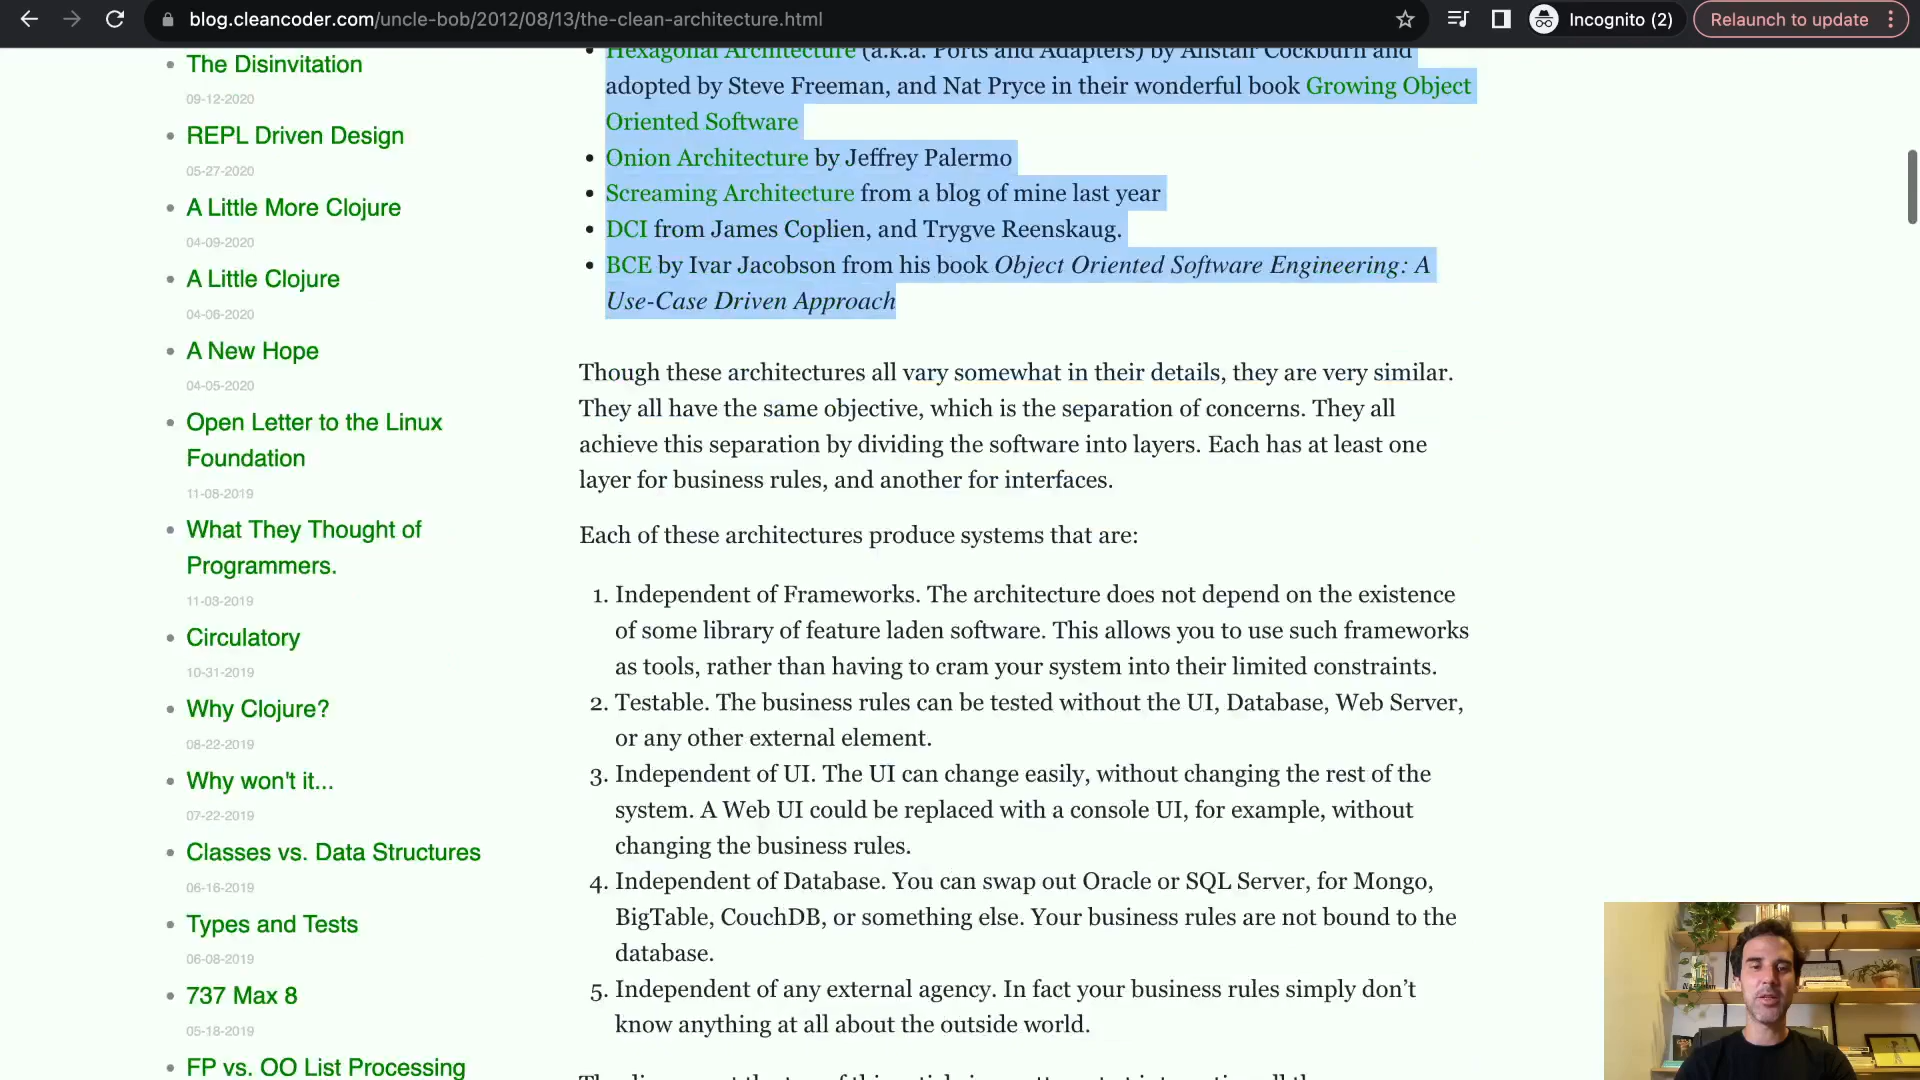 blog.cleancoder.com/uncle-bob/2012/08/13/the-clean-architecture.html
Incognito (2)
Relaunch to update
The Disinvitation
09-12-2020
REPL Driven Design
05-27-2020
A Little More Clojure
04-09-2020
A Little Clojure
04-06-2020
A New Hope
04-05-2020
Open Letter to the Linux
Foundation
11-08-2019
What They Thought of
Programmers.
11-03-2019
Circulatory
10-31-2019
Why Clojure?
08-22-2019
Why won't it...
07-22-2019
Classes vs. Data Structures
06-16-2019
Types and Tests
06-08-2019
737 Max 8
05-18-2019
FP vs. OO List Processing
Hexagonal Architecture (a.k.a. Ports and Adapters) by Alistair Cockburn and
adopted by Steve Freeman, and Nat Pryce in their wonderful book Growing Object
Oriented Software
Onion Architecture by Jeffrey Palermo
Screaming Architecture from a blog of mine last year
DCI from James Coplien, and Trygve Reenskaug.
BCE by Ivar Jacobson from his book Object Oriented Software Engineering: A
Use-Case Driven Approach
Though these architectures all vary somewhat in their details, they are very similar.
They all have the same objective, which is the separation of concerns. They all
achieve this separation by dividing the software into layers. Each has at least one
layer for business rules, and another for interfaces.
Each of these architectures produce systems that are:
1. Independent of Frameworks. The architecture does not depend on the existence
of some library of feature laden software. This allows you to use such frameworks
as tools, rather than having to cram your system into their limited constraints.
2. Testable. The business rules can be tested without the UI, Database, Web Server,
or any other external element.
3. Independent of UI. The UI can change easily, without changing the rest of the
system. A Web UI could be replaced with a console UI, for example, without
changing the business rules.
4. Independent of Database. You can swap out Oracle or SQL Server, for Mongo,
BigTable, CouchDB, or something else. Your business rules are not bound to the
database.
5. Independent of any external agency. In fact your business rules simply don’t
know anything at all about the outside world.